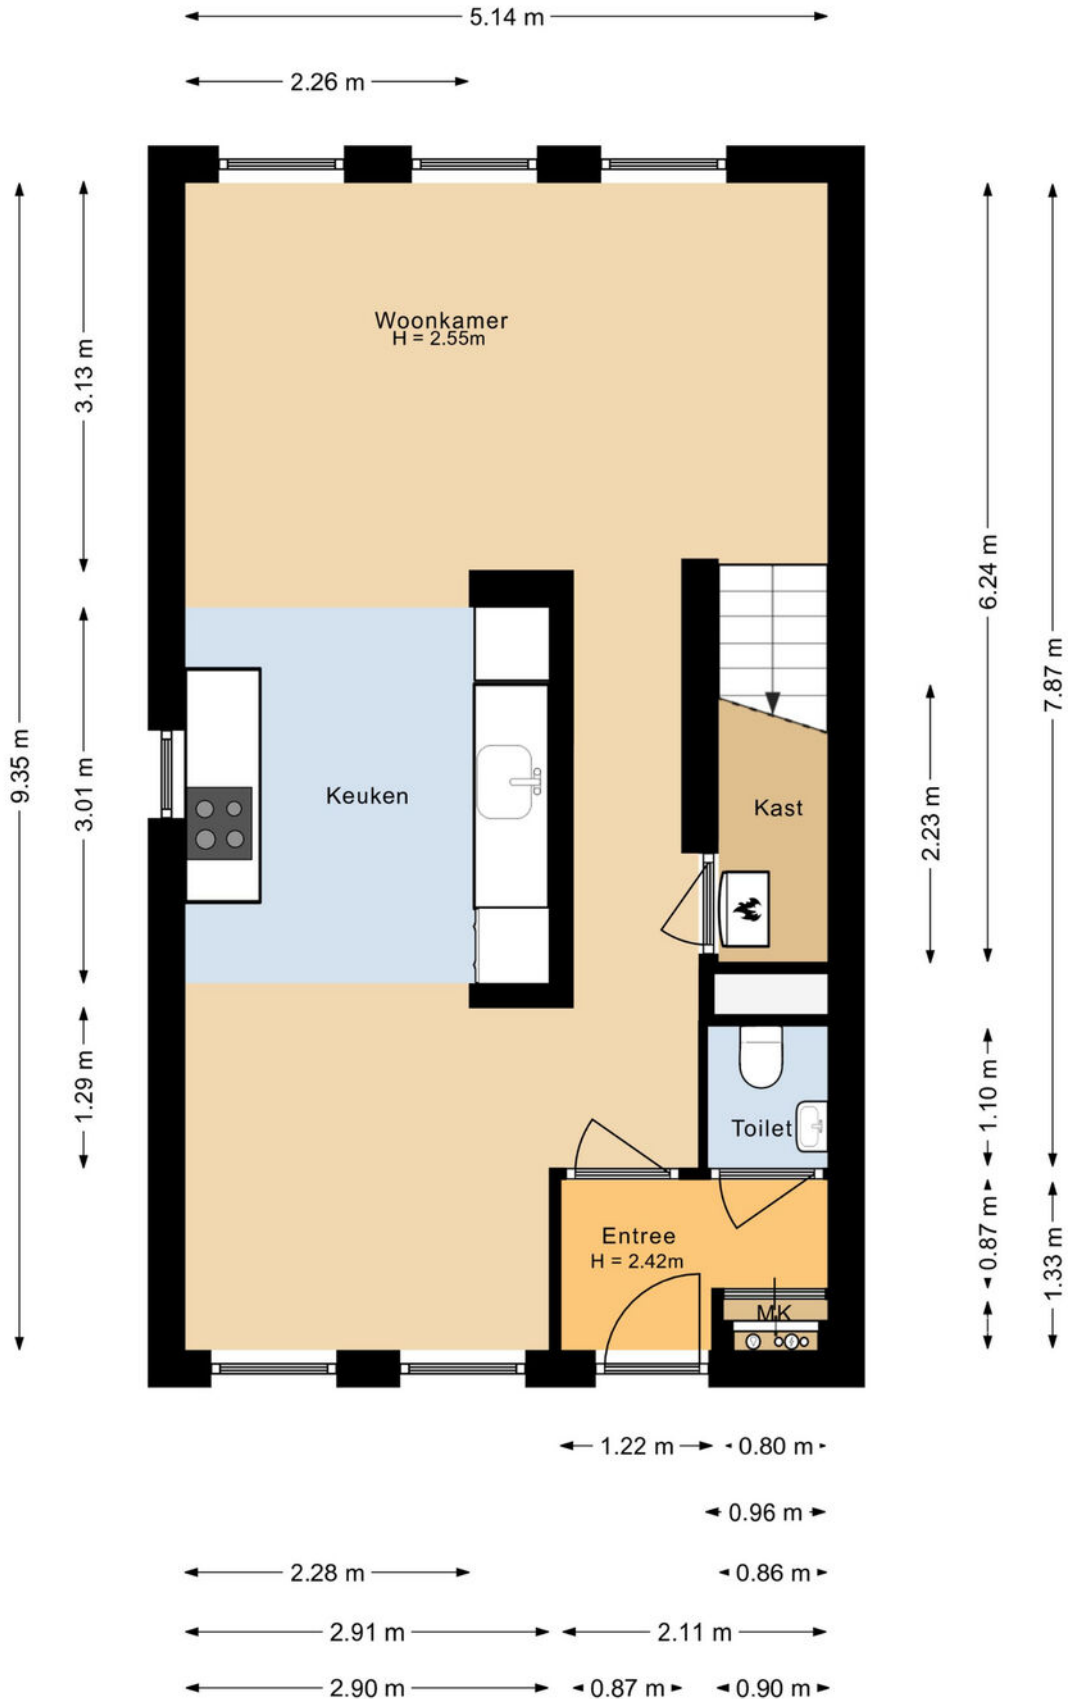 5.14 m
2.26 m
Woonkamer
H = 2.55m
3.13 m
9.35 m
3.01 m
1.29 m
6.24 m
7.87 m
2.23 m
1.10 m
0.87 m
1.33 m
Keuken
Kast
Toilet
Entree
H = 2.42m
MK
1.22 m
0.80 m
0.96 m
2.28 m
0.86 m
2.91 m
2.11 m
2.90 m
0.87 m
0.90 m